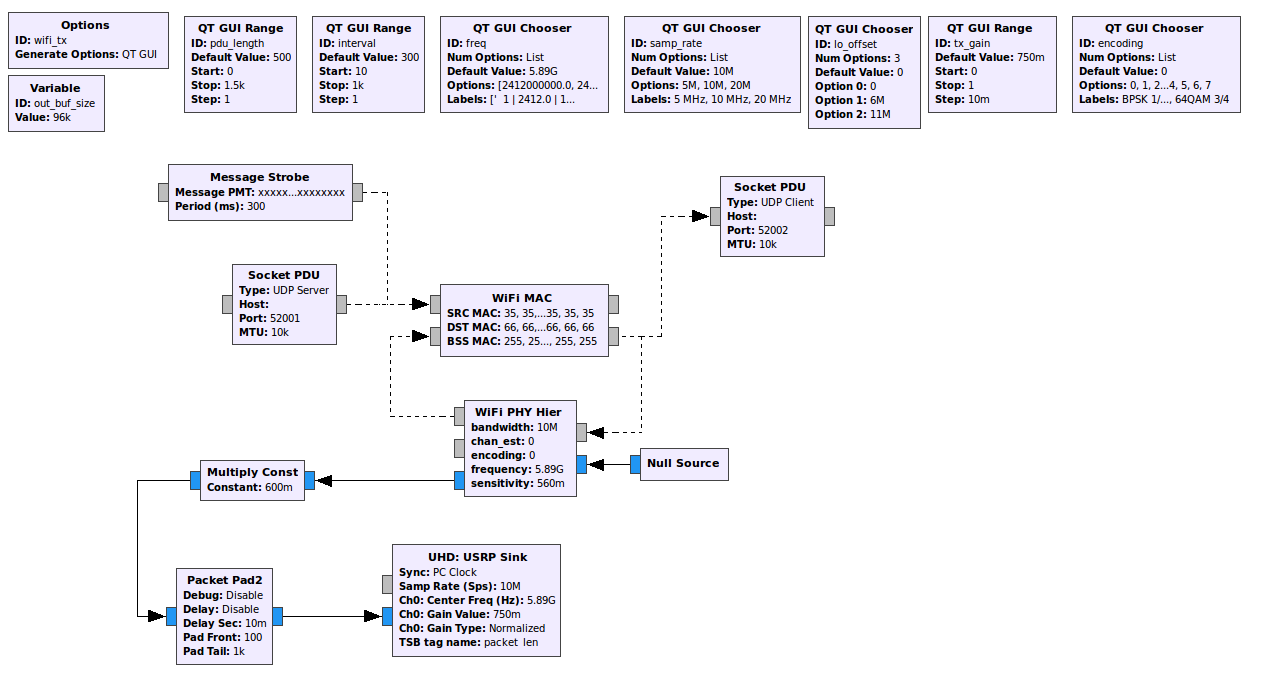 Options
ID: wifi_tx
Generate Options: QT GUI
Variable
ID: out_buf_size
Value: 96k
QT GUI Range
ID: pdu_length
Default Value: 500
Start: 0
Stop: 1.5k
Step: 1
QT GUI Range
ID: interval
Default Value: 300
Start: 10
Stop: 1k
Step: 1
QT GUI Chooser
ID: freq
Num Options: List
Default Value: 5.89G
Options: [2412000000.0, 24...
Labels: [' 1 | 2412.0 | 1...
QT GUI Chooser
ID: samp_rate
Num Options: List
Default Value: 10M
Options: 5M, 10M, 20M
Labels: 5 MHz, 10 MHz, 20 MHz
QT GUI Chooser
ID: lo_offset
Num Options: 3
Default Value: 0
Option 0: 0
Option 1: 6M
Option 2: 11M
QT GUI Range
ID: tx_gain
Default Value: 750m
Start: 0
Stop: 1
Step: 10m
QT GUI Chooser
ID: encoding
Num Options: List
Default Value: 0
Options: 0, 1, 2...4, 5, 6, 7
Labels: BPSK 1/..., 64QAM 3/4
Message Strobe
Message PMT: xxxxx...xxxxxxxx
Period (ms): 300
Socket PDU
Type: UDP Server
Host:
Port: 52001
MTU: 10k
WiFi MAC
SRC MAC: 35, 35,...35, 35, 35
DST MAC: 66, 66,...66, 66, 66
BSS MAC: 255, 25..., 255, 255
Socket PDU
Type: UDP Client
Host:
Port: 52002
MTU: 10k
WiFi PHY Hier
bandwidth: 10M
chan_est: 0
encoding: 0
frequency: 5.89G
sensitivity: 560m
Null Source
Multiply Const
Constant: 600m
Packet Pad2
Debug: Disable
Delay: Disable
Delay Sec: 10m
Pad Front: 100
Pad Tail: 1k
UHD: USRP Sink
Sync: PC Clock
Samp Rate (Sps): 10M
Ch0: Center Freq (Hz): 5.89G
Ch0: Gain Value: 750m
Ch0: Gain Type: Normalized
TSB tag name: packet_len